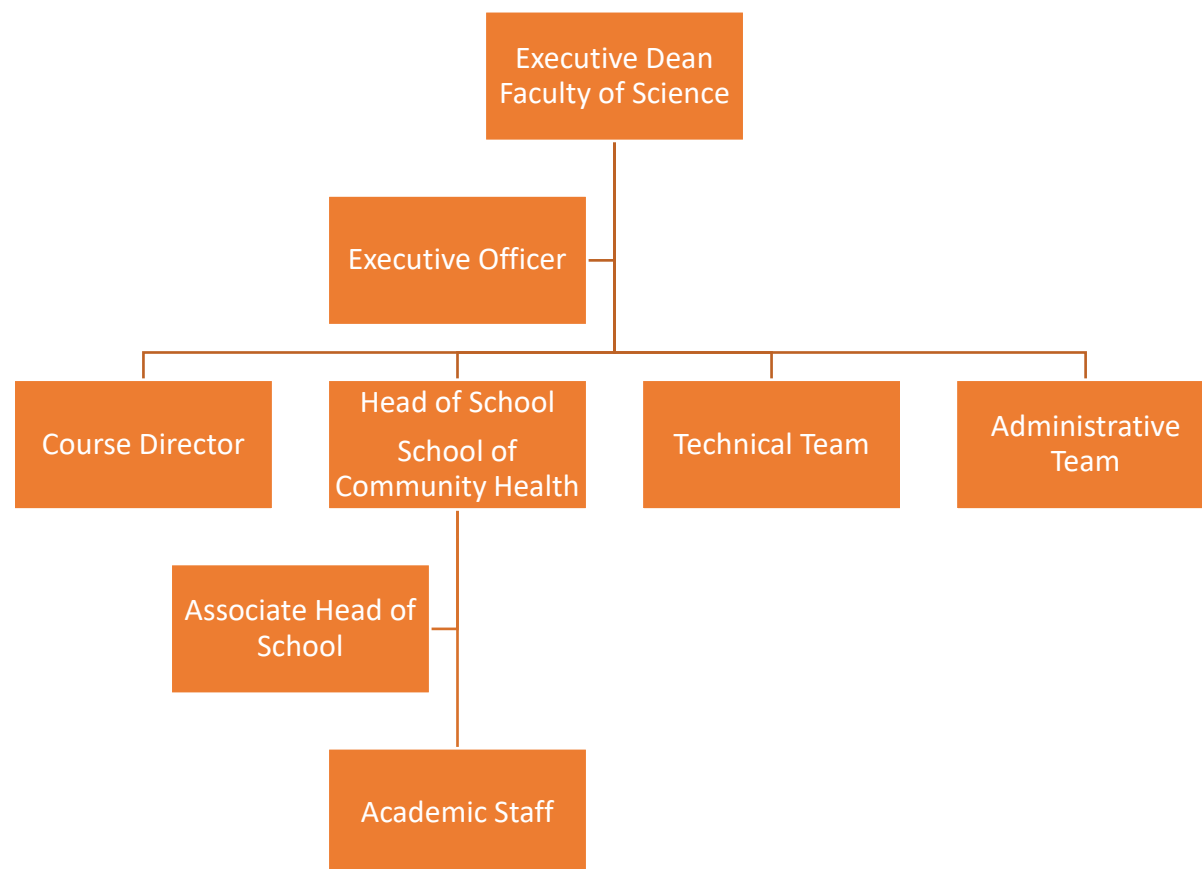 Executive Dean
Faculty of Science
Executive Officer
Course Director
Head of School
School of
Community Health
Technical Team
Administrative
Team
Associate Head of
School
Academic Staff